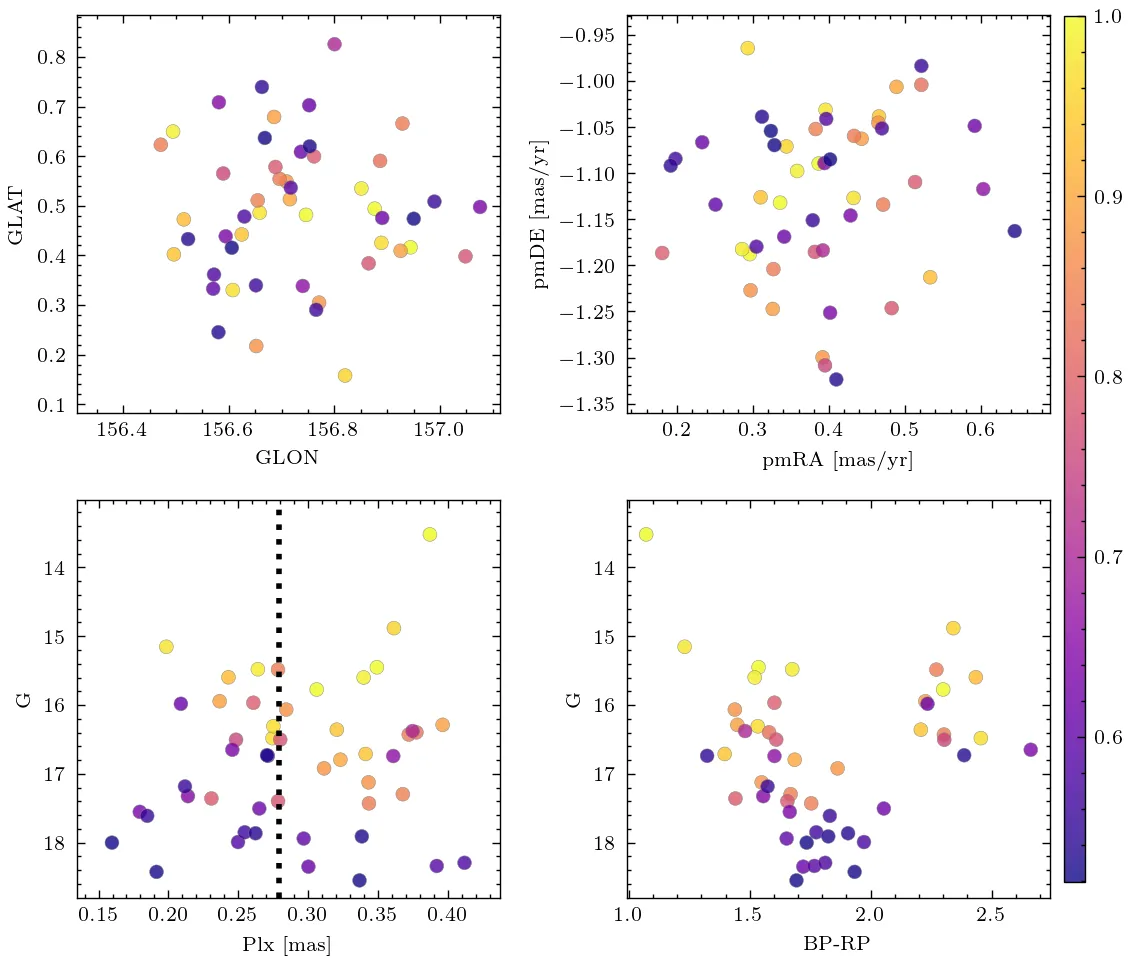 0.8
0.7
0.6
0.5
0.4
0.3
0.2
0.1
GLAT
156.4 156.6 156.8 157.0
GLON
−0.95
−1.00
−1.05
−1.10
−1.15
−1.20
−1.25
−1.30
−1.35
pmDE [mas/yr]
0.2 0.3 0.4 0.5 0.6
pmRA [mas/yr]
14
15
16
17
18
G
0.15 0.20 0.25 0.30 0.35 0.40
Plx [mas]
14
15
16
17
18
G
1.0 1.5 2.0 2.5
BP-RP
1.0
0.9
0.8
0.7
0.6